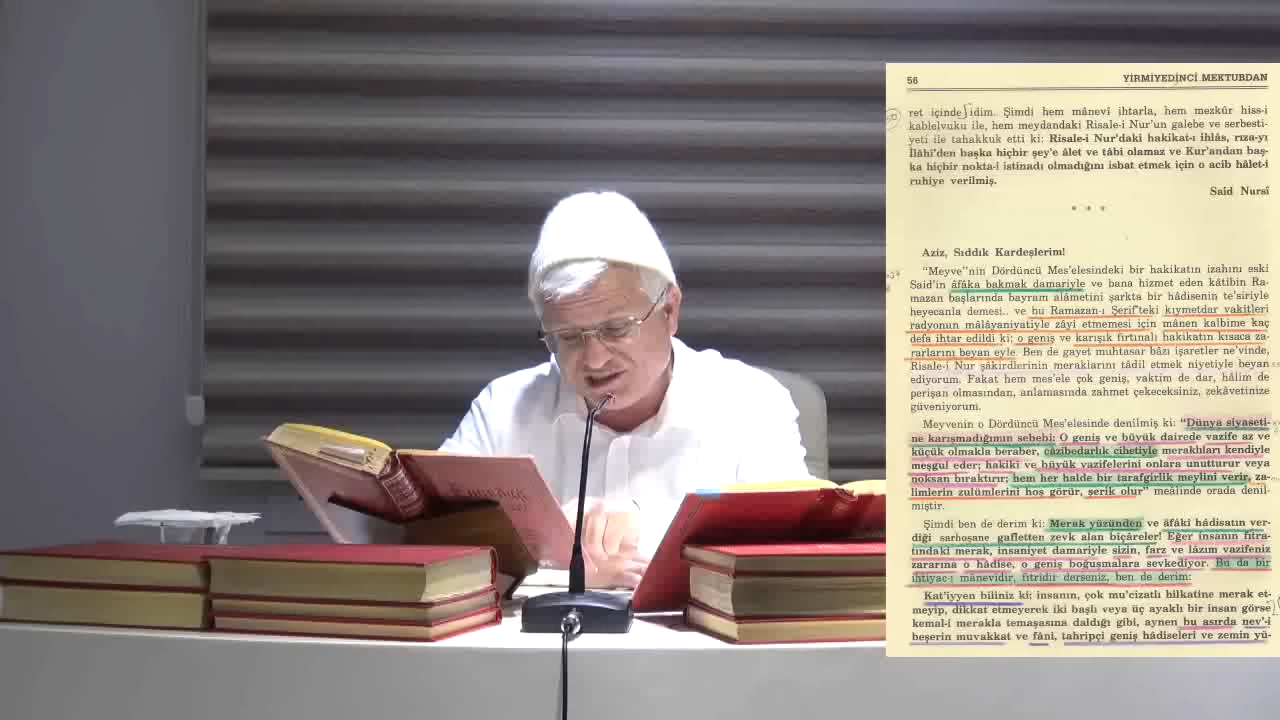 56
YİRMİYEDİNCİ MEKTUBDAN
ret içinde idim. Şimdi hem mânevî ihtarla, hem mezkûr hiss-i
kablelvuku ile, hem meydandaki Risale-i Nur'un galebe ve serbesti-
yeti ile tahakkuk etti ki: Risale-i Nur'daki hakikat-ı ihlâs, rıza-yı
İlâhî'den başka hiçbir şey'e âlet ve tâbi olamaz ve Kur'andan baş-
ka hiçbir nokta-i istinadı olmadığını isbat etmek için o acib hâlet-i
ruhiye verilmiş.
Said Nursî
* * *
Aziz, Sıddık Kardeşlerim!
"Meyve"nin Dördüncü Mes'elesindeki bir hakikatın izahını eski
Said'in âfâka bakmak damariyle ve bana hizmet eden kâtibin Ra-
mazan başlarında bayram alâmetini şarkta bir hâdisenin te'siriyle
heyecanla demesi.. ve bu Ramazan-ı Şerif'teki kıymetdar vakitleri
radyonun mâlâyaniyatiyle zâyi etmemesi için mânen kalbime kaç
defa ihtar edildi ki; o geniş ve karışık fırtınalı hakikatın kısaca za-
rarlarını beyan eyle. Ben de gayet muhtasar bâzı işaretler ne'vinde,
Risale-i Nur şâkirdlerinin meraklarını tâdil etmek niyetiyle beyan
ediyorum. Fakat hem mes'ele çok geniş, vaktim de dar, hâlim de
perişan olmasından, anlamasında zahmet çekeceksiniz, zekâvetinize
güveniyorum.
Meyvenin o Dördüncü Mes'elesinde denilmiş ki: "Dünya siyaseti-
ne karışmadığımın sebebi: O geniş ve büyük dairede vazife az ve
küçük olmakla beraber, câzibedarlık cihetiyle meraklıları kendiyle
meşgul eder; hakiki ve büyük vazifelerini onlara unutturur veya
noksan bıraktırır; hem her halde bir tarafgirlik meylini verir, za-
limlerin zulümlerini hoş görür, şerik olur" meâlinde orada denil-
miştir.
Şimdi ben de derim ki: Merak yüzünden ve âfâkî hâdisatın ver-
diği sarhoşane gafletten zevk alan bîçâreler! Eğer insanın fıtra-
tındaki merak, insaniyet damariyle sizin, farz ve lâzım vazifeniz
zararına o hâdise, o geniş boğuşmalara sevkediyor. Bu da bir
ihtiyac-ı mânevîdir, fıtrîdir derseniz, ben de derim:
Kat'iyyen biliniz ki: insanın, çok mu'cizatlı hilkatine merak et-
meyip, dikkat etmeyerek iki başlı veya üç ayaklı bir insan görse
kemal-i merakla temaşasına daldığı gibi, aynen bu asırda nev'-i
beşerin muvakkat ve fâni, tahripçi geniş hâdiseleri ve zemin yü-